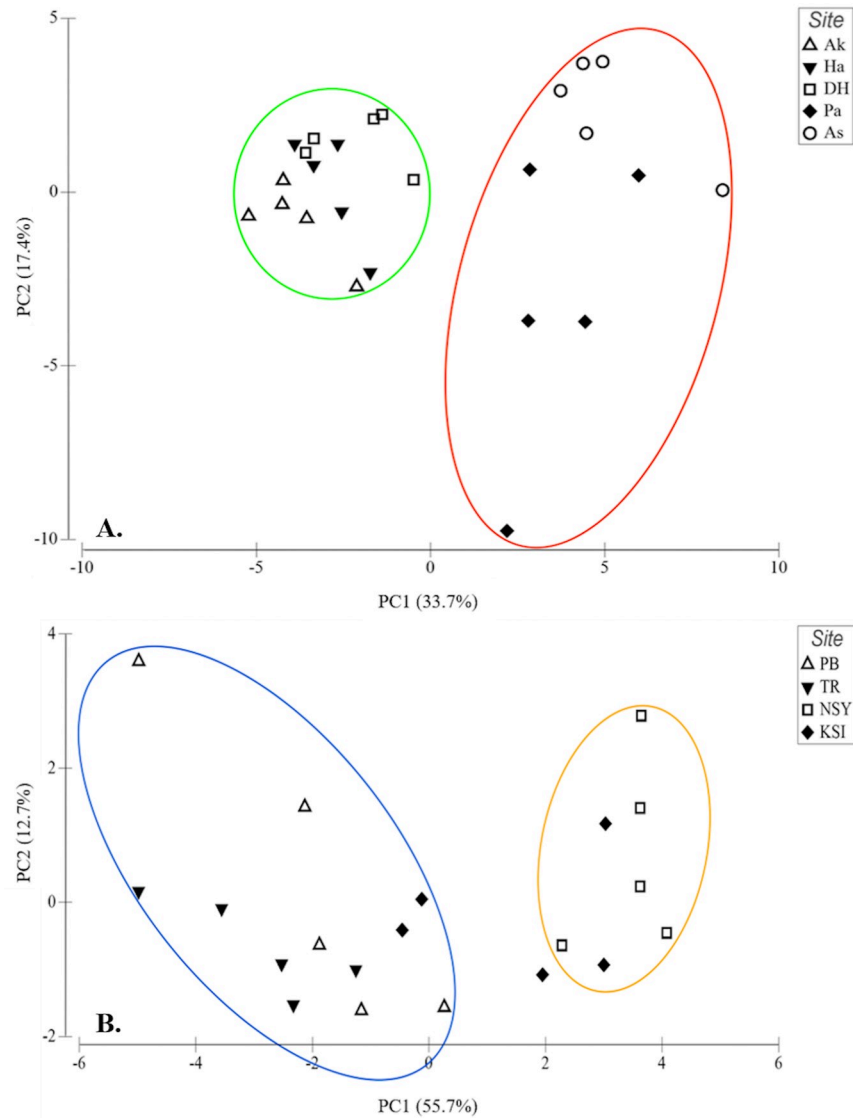 5
0
-5
-10
PC2 (17.4%)
A.
-10
-5
0
5
10
PC1 (33.7%)
Site
Ak
Ha
DH
Pa
As
4
2
0
-2
PC2 (12.7%)
B.
-6
-4
-2
0
2
4
6
PC1 (55.7%)
Site
PB
TR
NSY
KSI